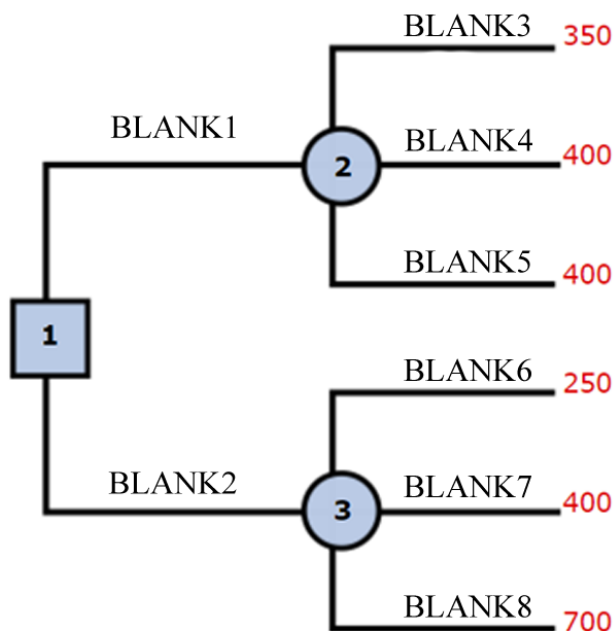 BLANK3 350
BLANK1
BLANK4 400
2
BLANK5 400
1
BLANK6 250
BLANK2
BLANK7 400
3
BLANK8 700